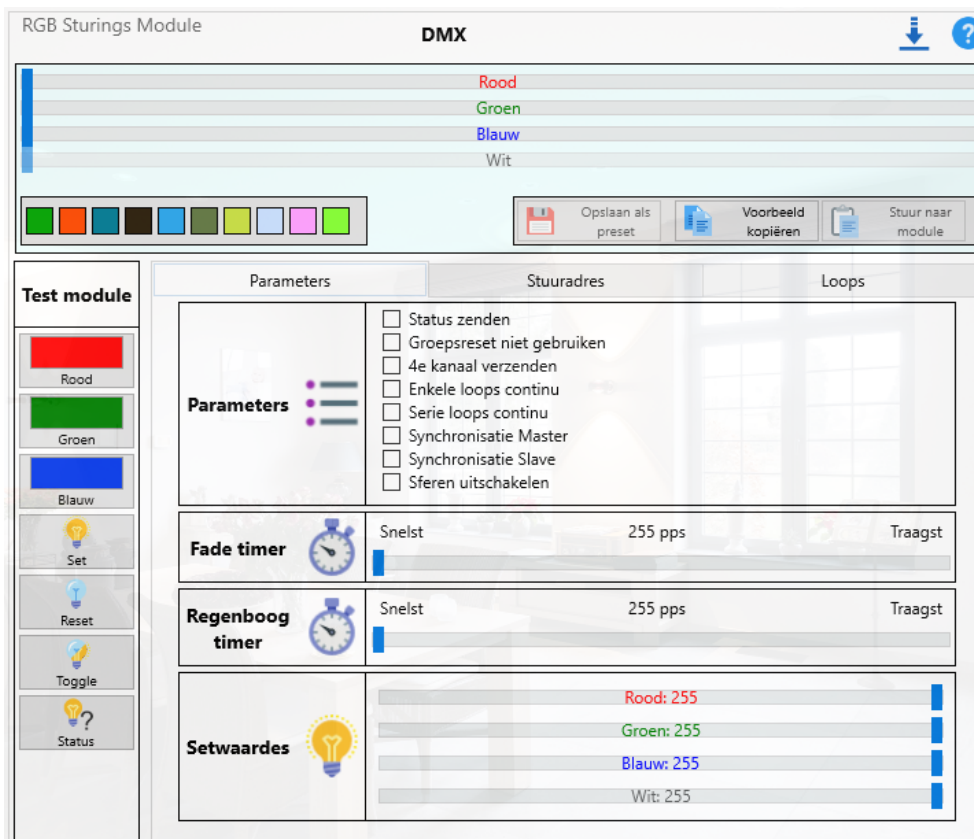 RGB Sturings Module
DMX
?
Rood
Groen
Blauw
Wit
Opslaan als
preset
Voorbeeld
kopiëren
Stuur naar
module
Test module
Rood
Groen
Blauw
Set
Reset
Toggle
?
Status
Parameters
Stuuradres
Loops
Parameters
Status zenden
Groepsreset niet gebruiken
4e kanaal verzenden
Enkele loops continu
Serie loops continu
Synchronisatie Master
Synchronisatie Slave
Sferen uitschakelen
Fade timer
Snelst
255 pps
Traagst
Regenboog
timer
Snelst
255 pps
Traagst
Setwaardes
Rood: 255
Groen: 255
Blauw: 255
Wit: 255